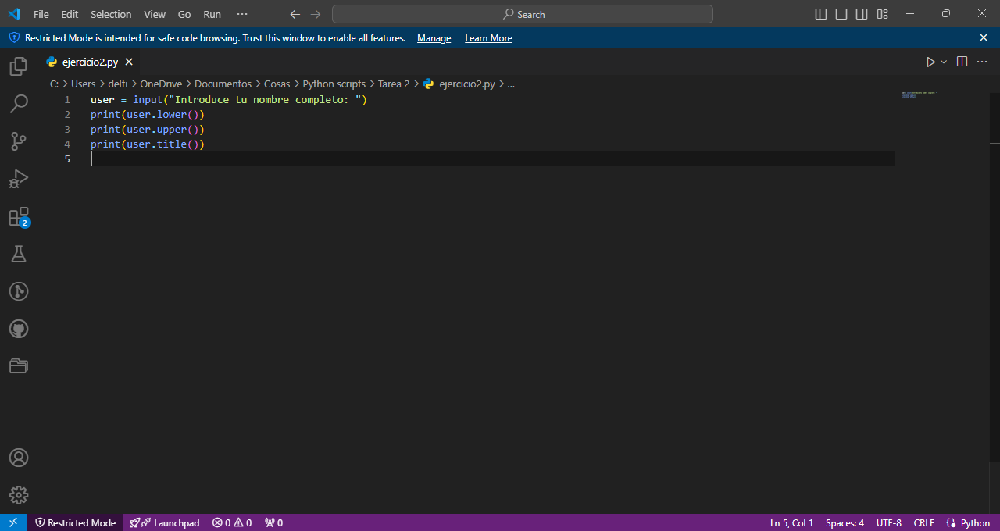 File Edit Selection View Go Run ··· Search
Restricted Mode is intended for safe code browsing. Trust this window to enable all features. Manage Learn More
ejercicio2.py
C: > Users > delti > OneDrive > Documentos > Cosas > Python scripts > Tarea 2 > ejercicio2.py > ...
1 user = input("Introduce tu nombre completo: ")
2 print(user.lower())
3 print(user.upper())
4 print(user.title())
5
2
Restricted Mode Launchpad 0 0 0 Ln 5, Col 1 Spaces: 4 UTF-8 CRLF Python